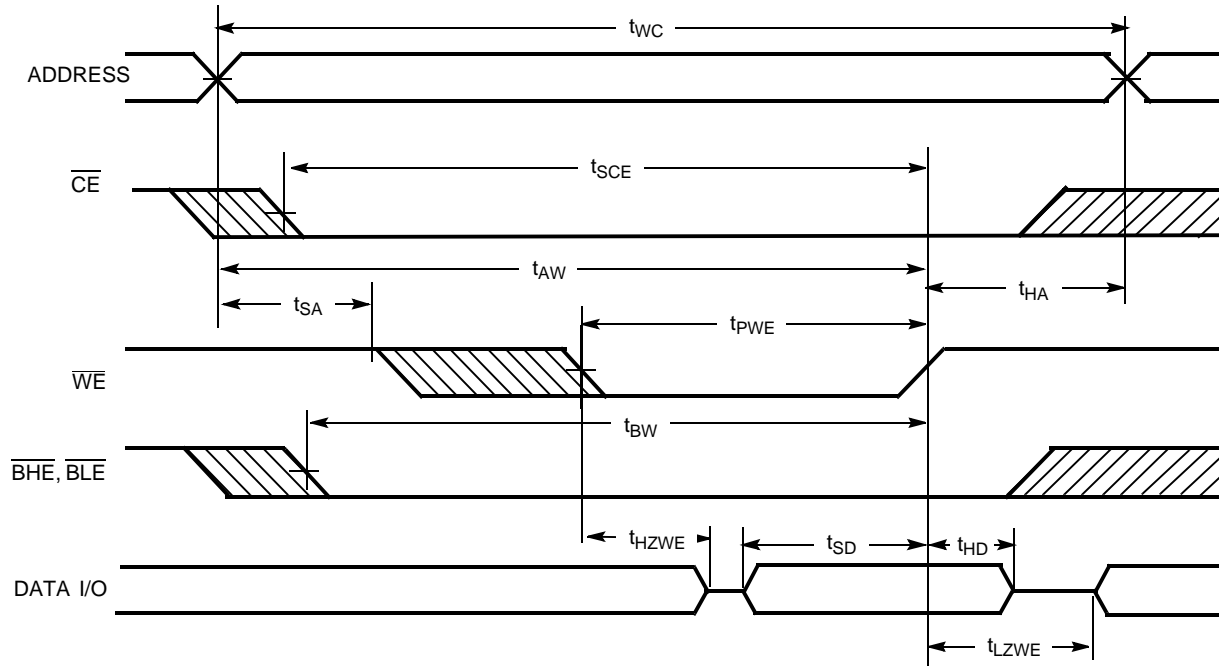 tWC
ADDRESS
tSCE
CE
tAW
tSA
tHA
tPWE
WE
tBW
BHE, BLE
tHZWE
tSD
tHD
DATA I/O
tLZWE